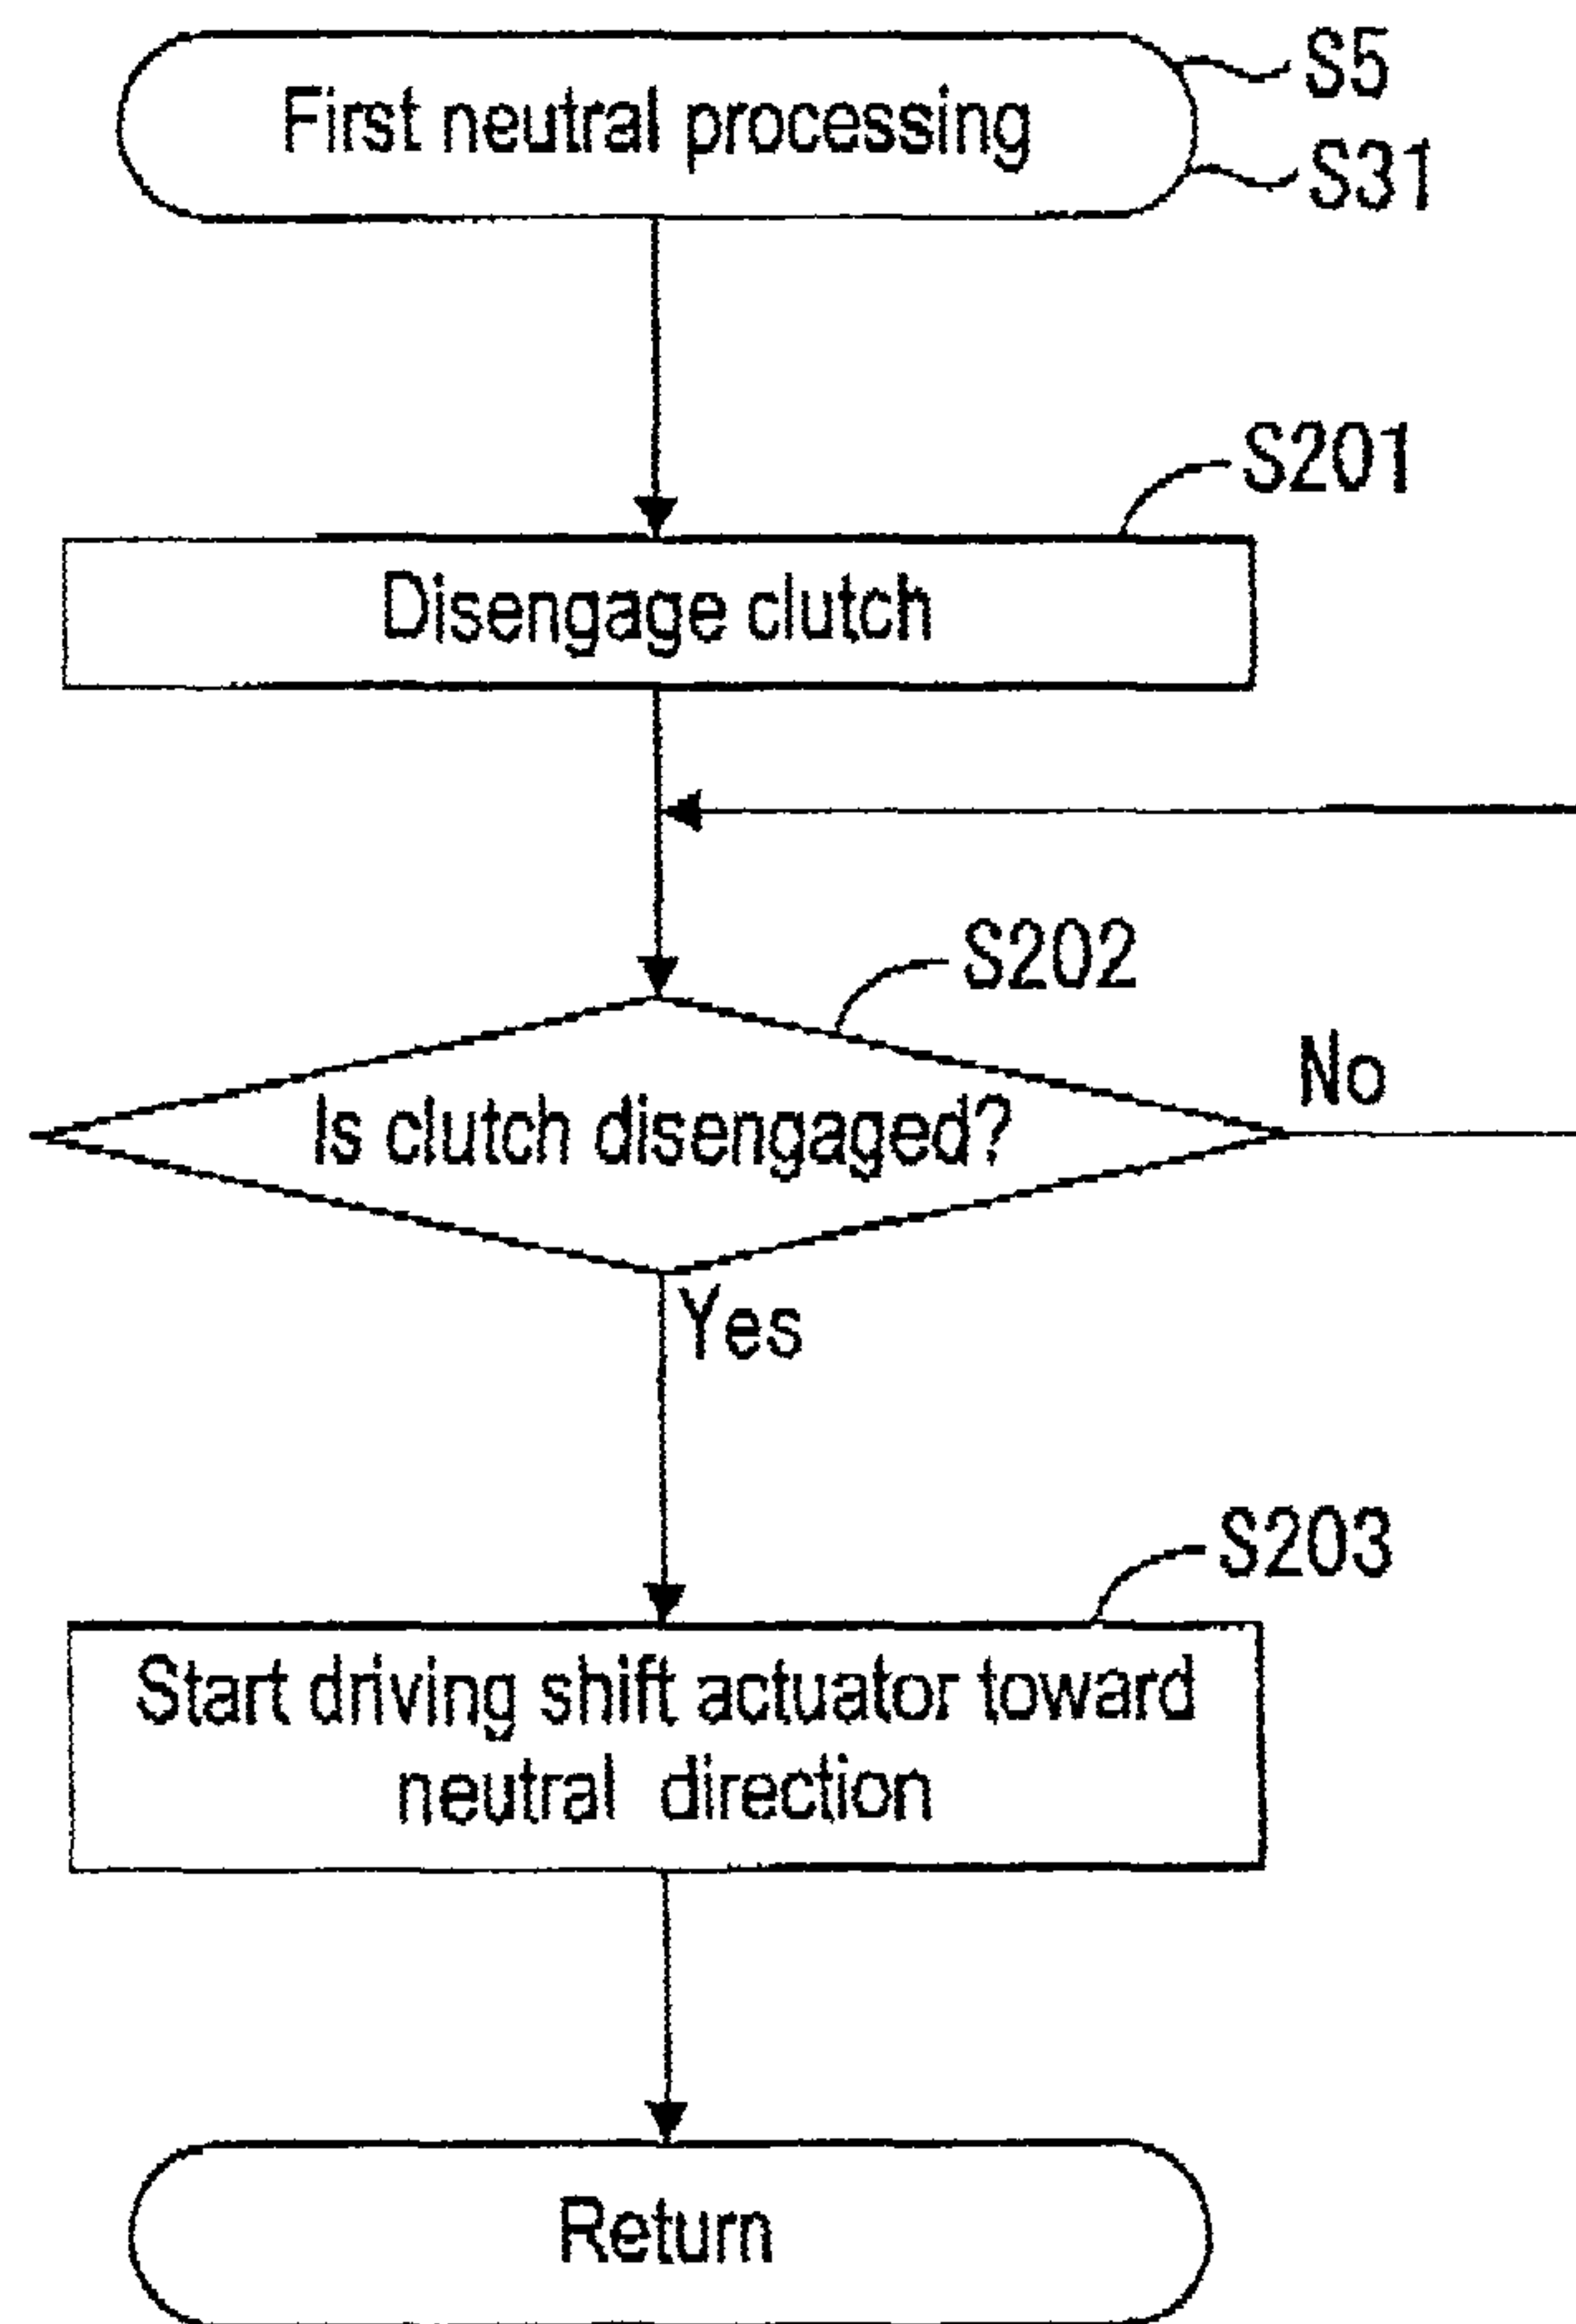 First neutral processing
S5
S31
S201
Disengage clutch
S202
Is clutch disengaged?
No
Yes
S203
Start driving shift actuator toward
neutral direction
Return